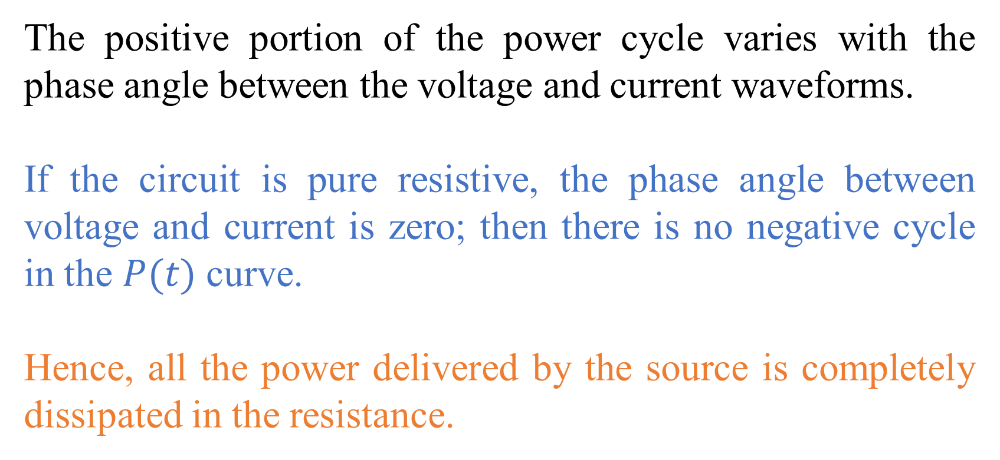 The positive portion of the power cycle varies with the
phase angle between the voltage and current waveforms.
If the circuit is pure resistive, the phase angle between
voltage and current is zero; then there is no negative cycle
in the P(t) curve.
Hence, all the power delivered by the source is completely
dissipated in the resistance.